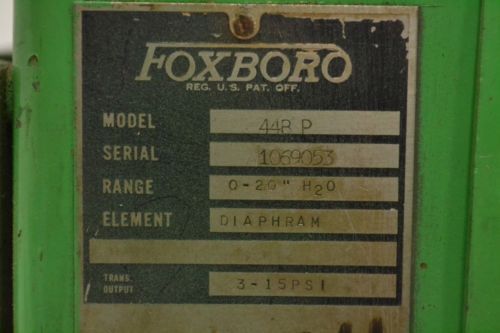 FOXBORO
REG. U.S. PAT. OFF.
MODEL 44B P
SERIAL 1069053
RANGE 0-20" H2O
ELEMENT DIAPHRAM
TRANS. OUTPUT 3-15PSI